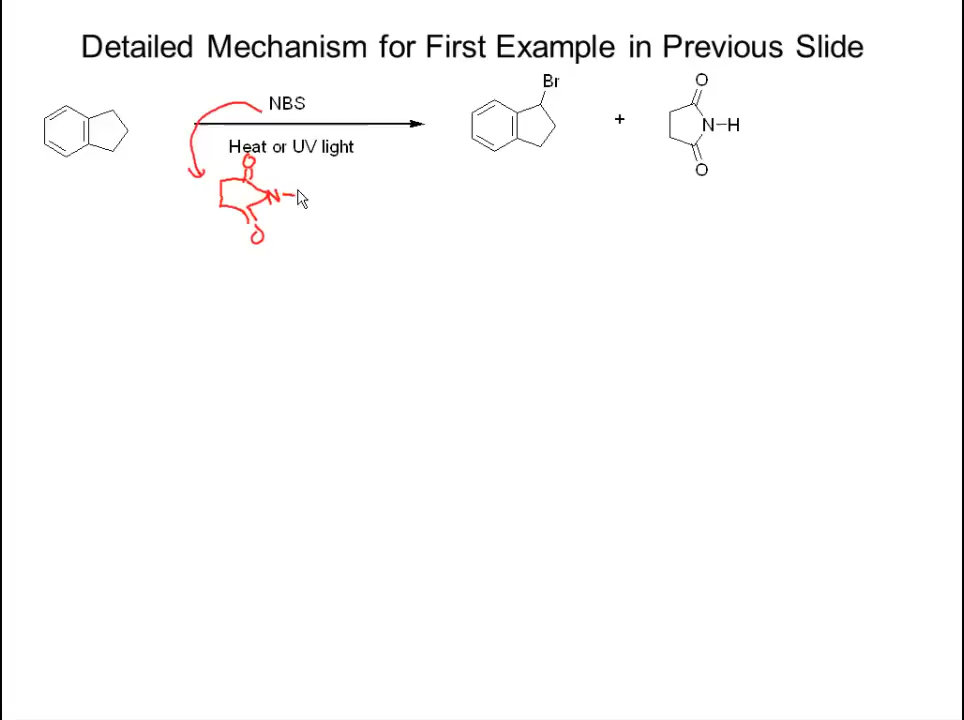 Detailed Mechanism for First Example in Previous Slide
NBS
Heat or UV light
Br
+
O
N-H
O
O
N-
O